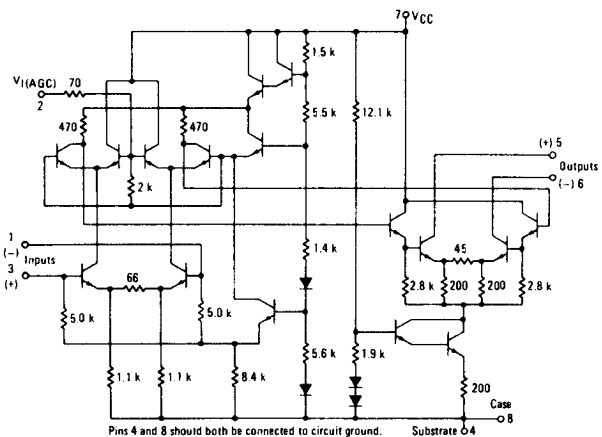 7 VCC
1.5 k
VI(AGC) 70
2
5.5 k
12.1 k
470
470
(+) 5
Outputs
(−) 6
2 k
1
(−) Inputs
3
(+)
1.4 k
45
66
2.8 k
200
200
2.8 k
5.0 k
5.0 k
5.6 k
1.9 k
1.1 k
1.1 k
8.4 k
200
Case
8
Pins 4 and 8 should both be connected to circuit ground.
Substrate 4